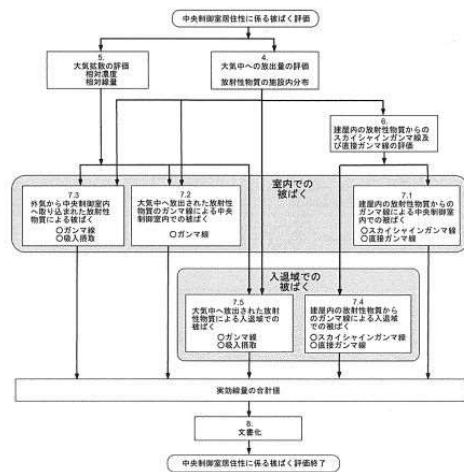 中央制御室居住性に係る被ばく評価
5.
大気拡散の評価
相対濃度
相対線量
4.
大気中への放出量の評価
放射性物質の施設内分布
6.
建屋内の放射性物質からの
スカイシャインガンマ線及
び直接ガンマ線の評価
室内での
被ばく
7.3
外気から中央制御室内
へ取り込まれた放射性
物質による被ばく
○ガンマ線
○吸入摂取
7.2
大気中へ放出された放射性
物質のガンマ線による中央
制御室内での被ばく
○ガンマ線
7.1
建屋内の放射性物質からの
ガンマ線による中央制御室
内での被ばく
○スカイシャインガンマ線
○直接ガンマ線
入退域での
被ばく
7.5
大気中へ放出された放射
性物質による入退域での
被ばく
○ガンマ線
○吸入摂取
7.4
建屋内の放射性物質から
のガンマ線による入退域
での被ばく
○スカイシャインガンマ線
○直接ガンマ線
実効線量の合計値
8.
文書化
中央制御室居住性に係る被ばく評価終了